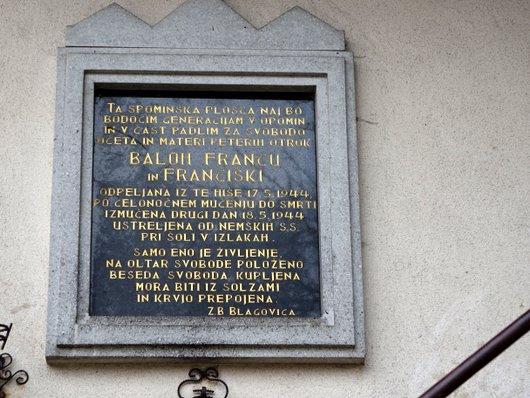 TA SPOMINSKA PLOŠČA NAJ BO
BODOČIM GENERACIJAM V OPOMIN
IN V ČAST PADLIM ZA SVOBODO
OČETA IN MATERI PETERIH OTROK
BALOH FRANCU
IN FRANČIŠKI
ODPELJANA IZ TE HIŠE 17.5.1944,
PO CELONOČNEM MUČENJU DO SMRTI
IZMUČENA DRUGI DAN 18.5.1944
USTRELJENA OD NEMŠKIH S.S.
PRI ŠOLI V IZLAKAH.
SAMO ENO JE ŽIVLJENJE,
NA OLTAR SVOBODE POLOŽENO.
BESEDA SVOBODA, KUPLJENA
MORA BITI IZ SOLZAMI
IN KRVJO PREPOJENA.
Z B BLAGOVICA